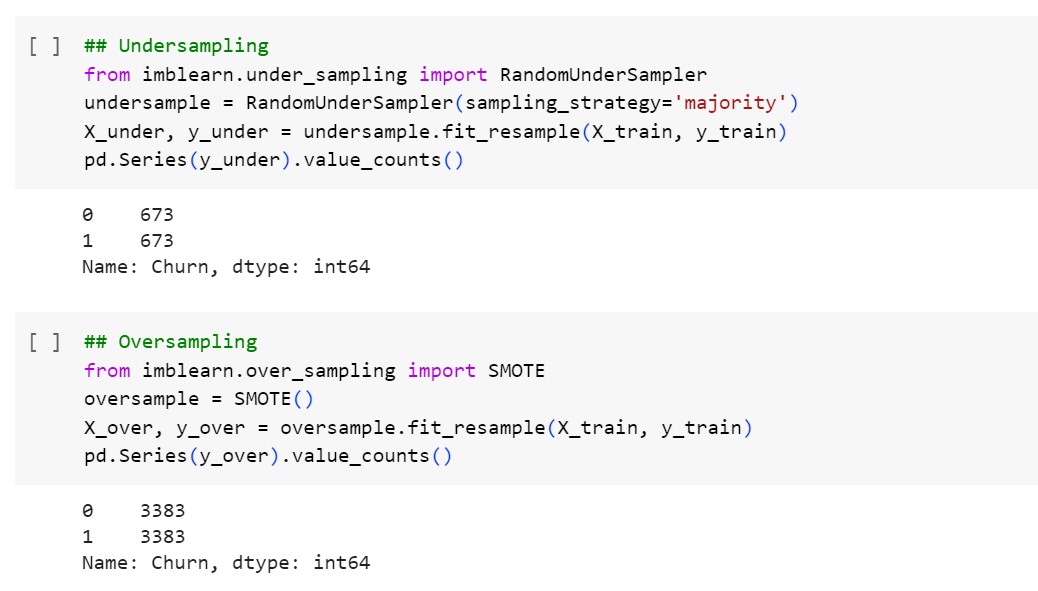 [ ] ## Undersampling
from imblearn.under_sampling import RandomUnderSampler
undersample = RandomUnderSampler(sampling_strategy='majority')
X_under, y_under = undersample.fit_resample(X_train, y_train)
pd.Series(y_under).value_counts()
0    673
1    673
Name: Churn, dtype: int64
[ ] ## Oversampling
from imblearn.over_sampling import SMOTE
oversample = SMOTE()
X_over, y_over = oversample.fit_resample(X_train, y_train)
pd.Series(y_over).value_counts()
0    3383
1    3383
Name: Churn, dtype: int64